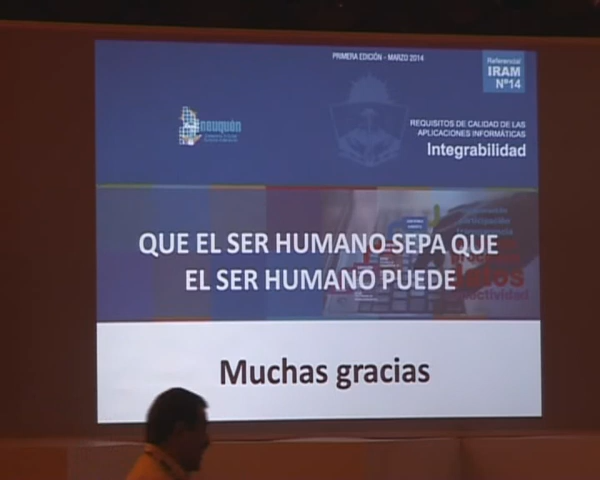 PRIMERA EDICIÓN - MARZO 2014
Referencial
IRAM
Nº14
neuquén
REQUISITOS DE CALIDAD DE LAS
APLICACIONES INFORMÁTICAS
Integrabilidad
QUE EL SER HUMANO SEPA QUE
EL SER HUMANO PUEDE
datos
Muchas gracias